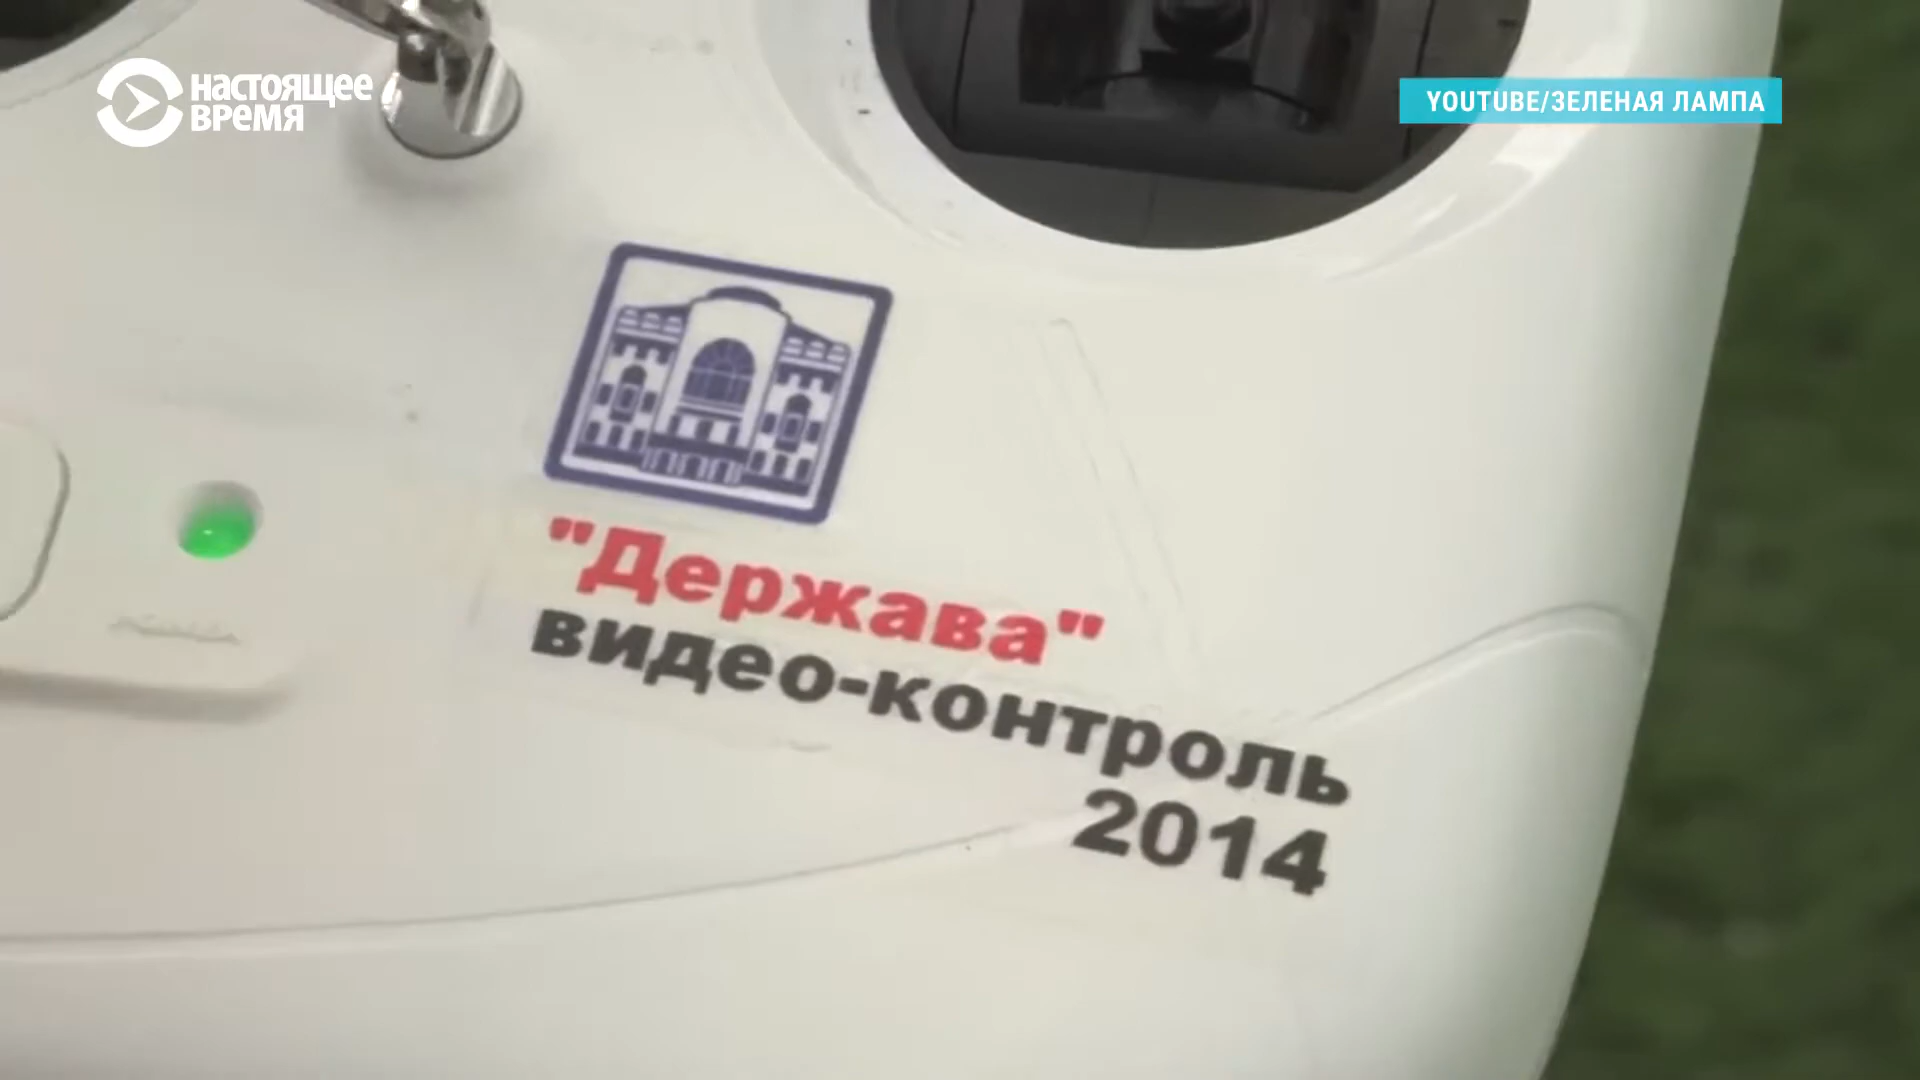 настоящее
время
YOUTUBE/ЗЕЛЕНАЯ ЛАМПА
"Держава"
видео-контроль
2014